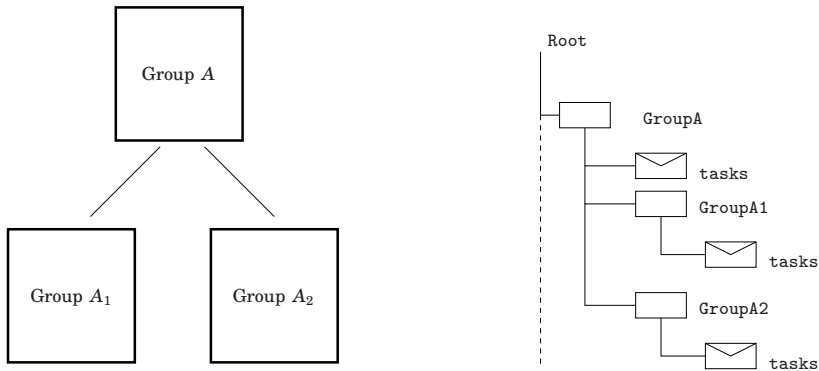 Group A
Group A₁
Group A₂
Root
GroupA
tasks
GroupA1
tasks
GroupA2
tasks